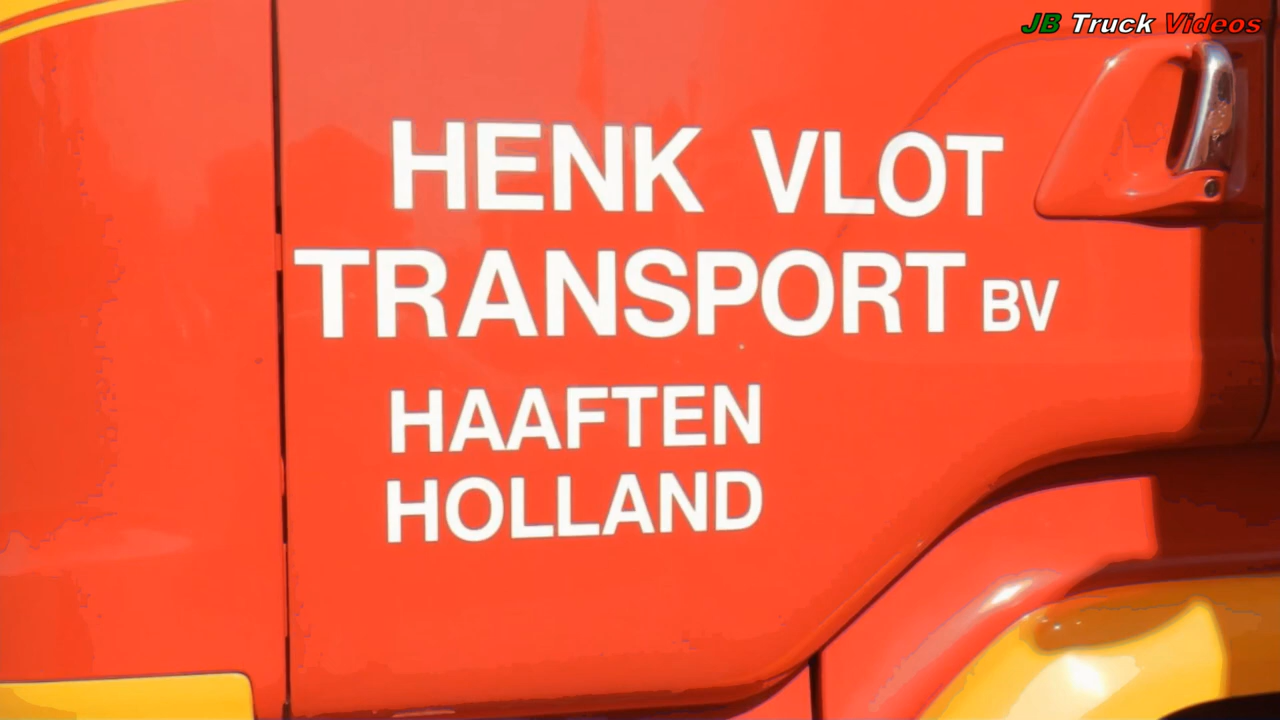 JB Truck Videos
HENK VLOT
TRANSPORT BV
HAAFTEN
HOLLAND